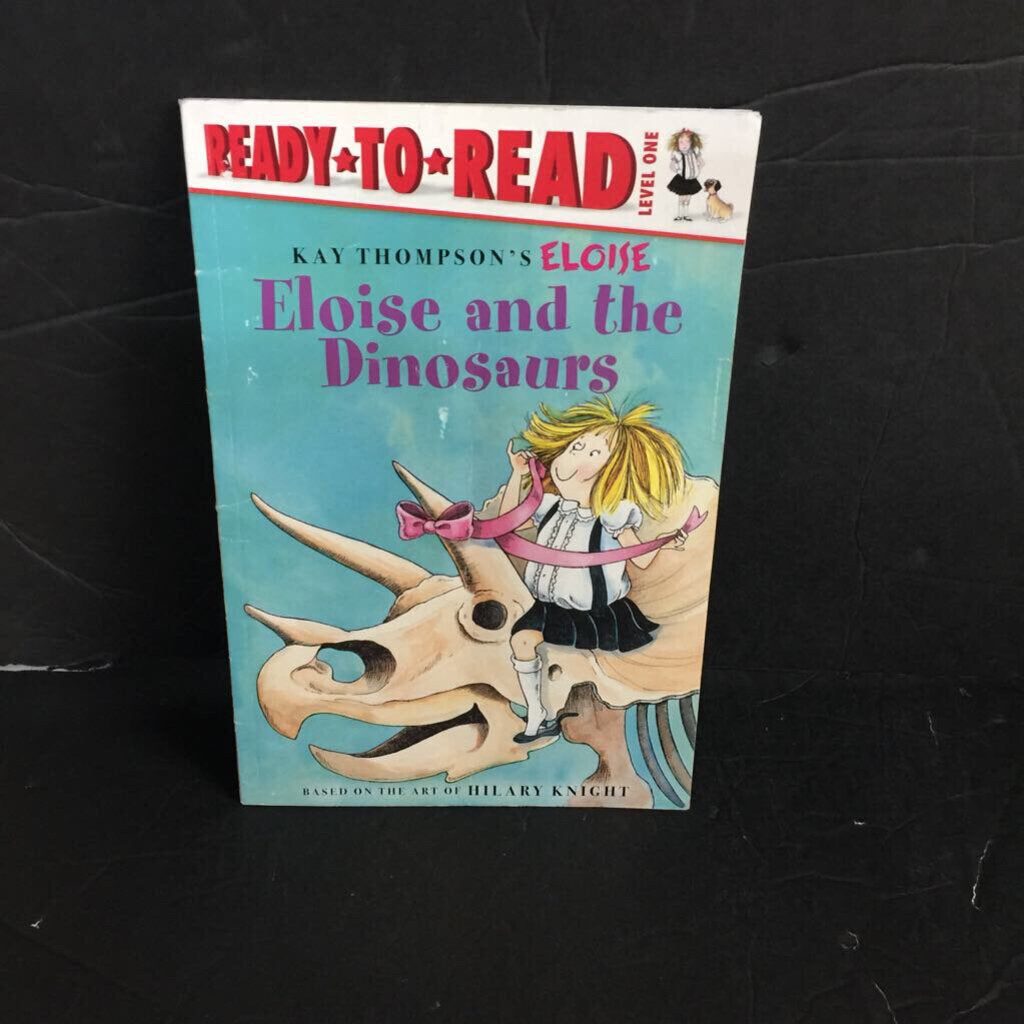 READY★TO★READ
LEVEL ONE
KAY THOMPSON'S ELOISE
Eloise and the
Dinosaurs
BASED ON THE ART OF HILARY KNIGHT